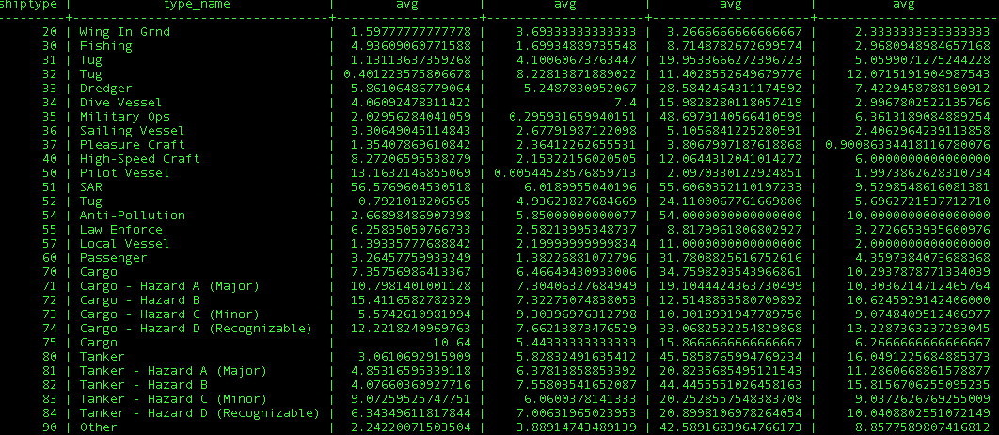 shiptype | type_name | avg | avg | avg | avg
20 | Wing In Grnd | 1.59777777777778 | 3.69333333333333 | 3.2666666666666667 | 2.3333333333333333
30 | Fishing | 4.93609060771588 | 1.69934889735548 | 8.7148782672699574 | 2.9680948984657168
31 | Tug | 1.13113637359268 | 4.10060673763447 | 19.9533666272396723 | 5.0599071275244228
32 | Tug | 0.401223575806678 | 8.22813871889022 | 11.4028552649679776 | 12.0715191904987543
33 | Dredger | 5.86106486779064 | 5.2487830952067 | 28.5842464311174592 | 7.4229458788190912
34 | Dive Vessel | 4.06092478311422 | 7.4 | 15.9828280118057419 | 2.9967802522135766
35 | Military Ops | 2.02956284041059 | 0.295931659940151 | 48.6979140566410599 | 6.3613189084889254
36 | Sailing Vessel | 3.30649045114843 | 2.67791987122098 | 5.1056841225280591 | 2.4062964239113858
37 | Pleasure Craft | 1.35407869610842 | 2.36412262655531 | 3.8067907187618868 | 0.90086334418116780076
40 | High-Speed Craft | 8.27206595538279 | 2.15322156020505 | 12.0644312041014272 | 6.0000000000000000
50 | Pilot Vessel | 13.1632146855069 | 0.00544528576859713 | 2.0970330122924851 | 1.9973862628310734
51 | SAR | 56.5769604530518 | 6.0189955040196 | 55.6060352110197233 | 9.5298548616081381
52 | Tug | 0.7921018206565 | 4.93623827684669 | 24.1100067761669800 | 5.6962721537712710
54 | Anti-Pollution | 2.66898486907398 | 5.85000000000077 | 54.0000000000000000 | 10.0000000000000000
55 | Law Enforce | 6.25835050766733 | 2.58213995348737 | 8.8179961806802927 | 3.2726653935600976
57 | Local Vessel | 1.39335777688842 | 2.19999999999834 | 11.0000000000000000 | 2.0000000000000000
60 | Passenger | 3.26457759933249 | 1.38226881072796 | 31.7808825616752616 | 4.3597384073688368
70 | Cargo | 7.35756986413367 | 6.46649430933006 | 34.7598203543966861 | 10.2937878771334039
71 | Cargo - Hazard A (Major) | 10.7981401001128 | 7.30406327684949 | 19.1044424363730499 | 10.3036214712465764
72 | Cargo - Hazard B | 15.4116582782329 | 7.32275074838053 | 12.5148853580709892 | 10.6245929142406000
73 | Cargo - Hazard C (Minor) | 5.5742610981994 | 9.30396976312798 | 10.3018991947789750 | 9.0748409512406977
74 | Cargo - Hazard D (Recognizable) | 12.2218240969763 | 7.66213873476529 | 33.0682532254829868 | 13.2287363237293045
75 | Cargo | 10.64 | 5.44333333333333 | 15.8666666666666667 | 6.2666666666666667
80 | Tanker | 3.0610692915909 | 5.82832491635412 | 45.5858765994769234 | 16.0491225684885373
81 | Tanker - Hazard A (Major) | 4.85316595339118 | 6.37813858853392 | 20.8235685495121543 | 11.2860668861578877
82 | Tanker - Hazard B | 4.07660360927716 | 7.55803541652087 | 44.4455551026458163 | 15.8156706255095235
83 | Tanker - Hazard C (Minor) | 9.07259525747751 | 6.0600378141333 | 20.2528557548383708 | 9.0372626769255009
84 | Tanker - Hazard D (Recognizable) | 6.34349611817844 | 7.00631965023953 | 20.8998106978264054 | 10.0408802551072149
90 | Other | 2.24220071503504 | 3.88914743489139 | 42.5891683964766173 | 8.8577589807416812